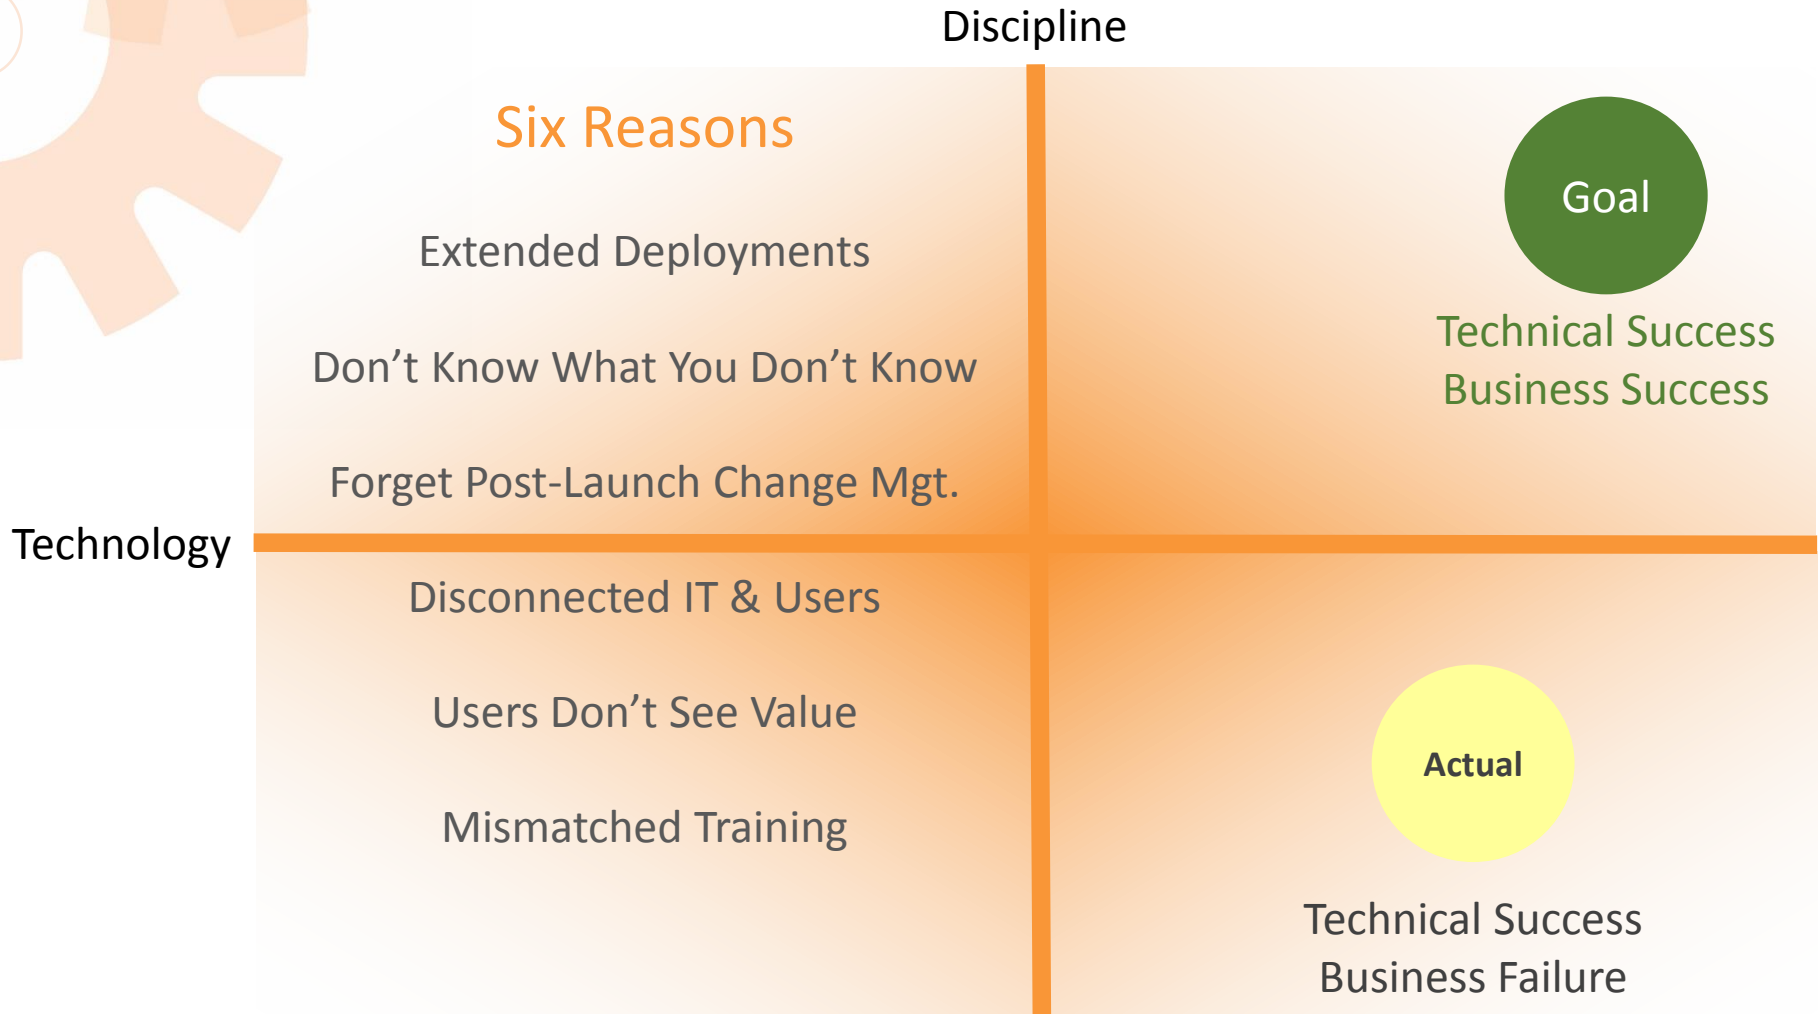 Discipline
Six Reasons
Extended Deployments
Don’t Know What You Don’t Know
Forget Post-Launch Change Mgt.
Technology
Disconnected IT & Users
Users Don’t See Value
Mismatched Training
Goal
Technical Success
Business Success
Actual
Technical Success
Business Failure